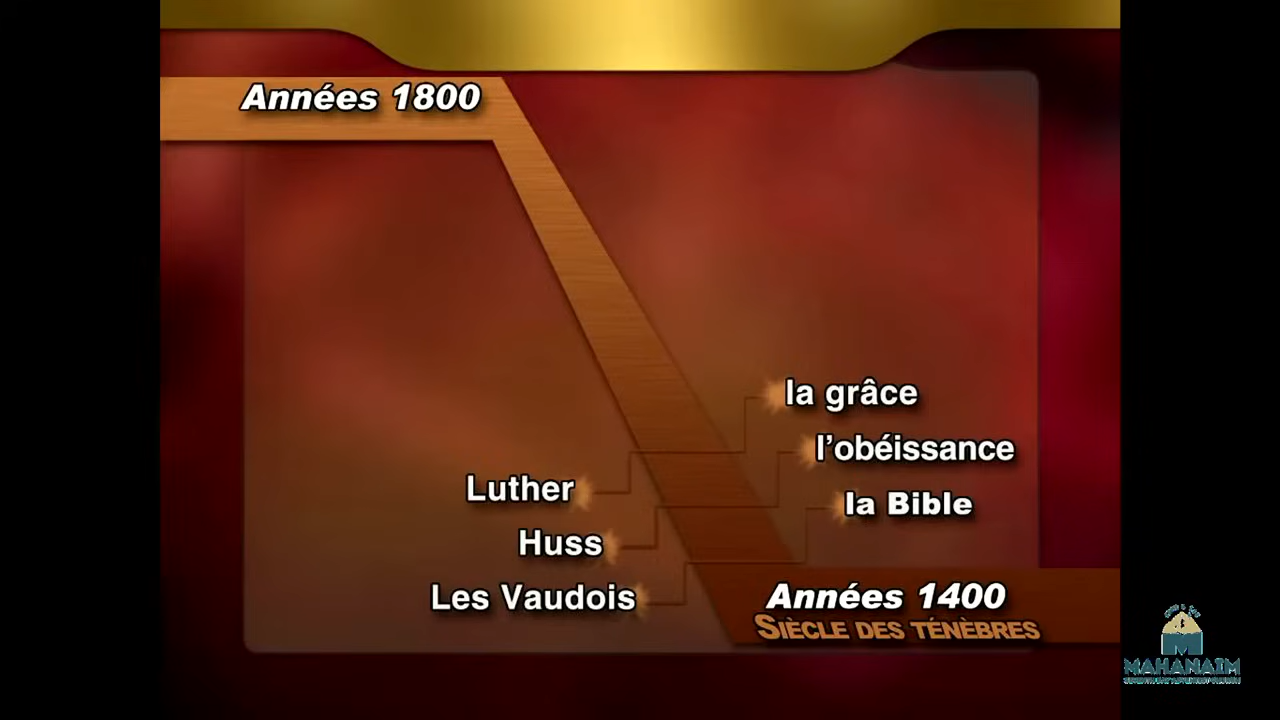 Années 1800
la grâce
l'obéissance
Luther
la Bible
Huss
Les Vaudois
Années 1400
SIÈCLE DES TÉNÈBRES
MAHANAIM